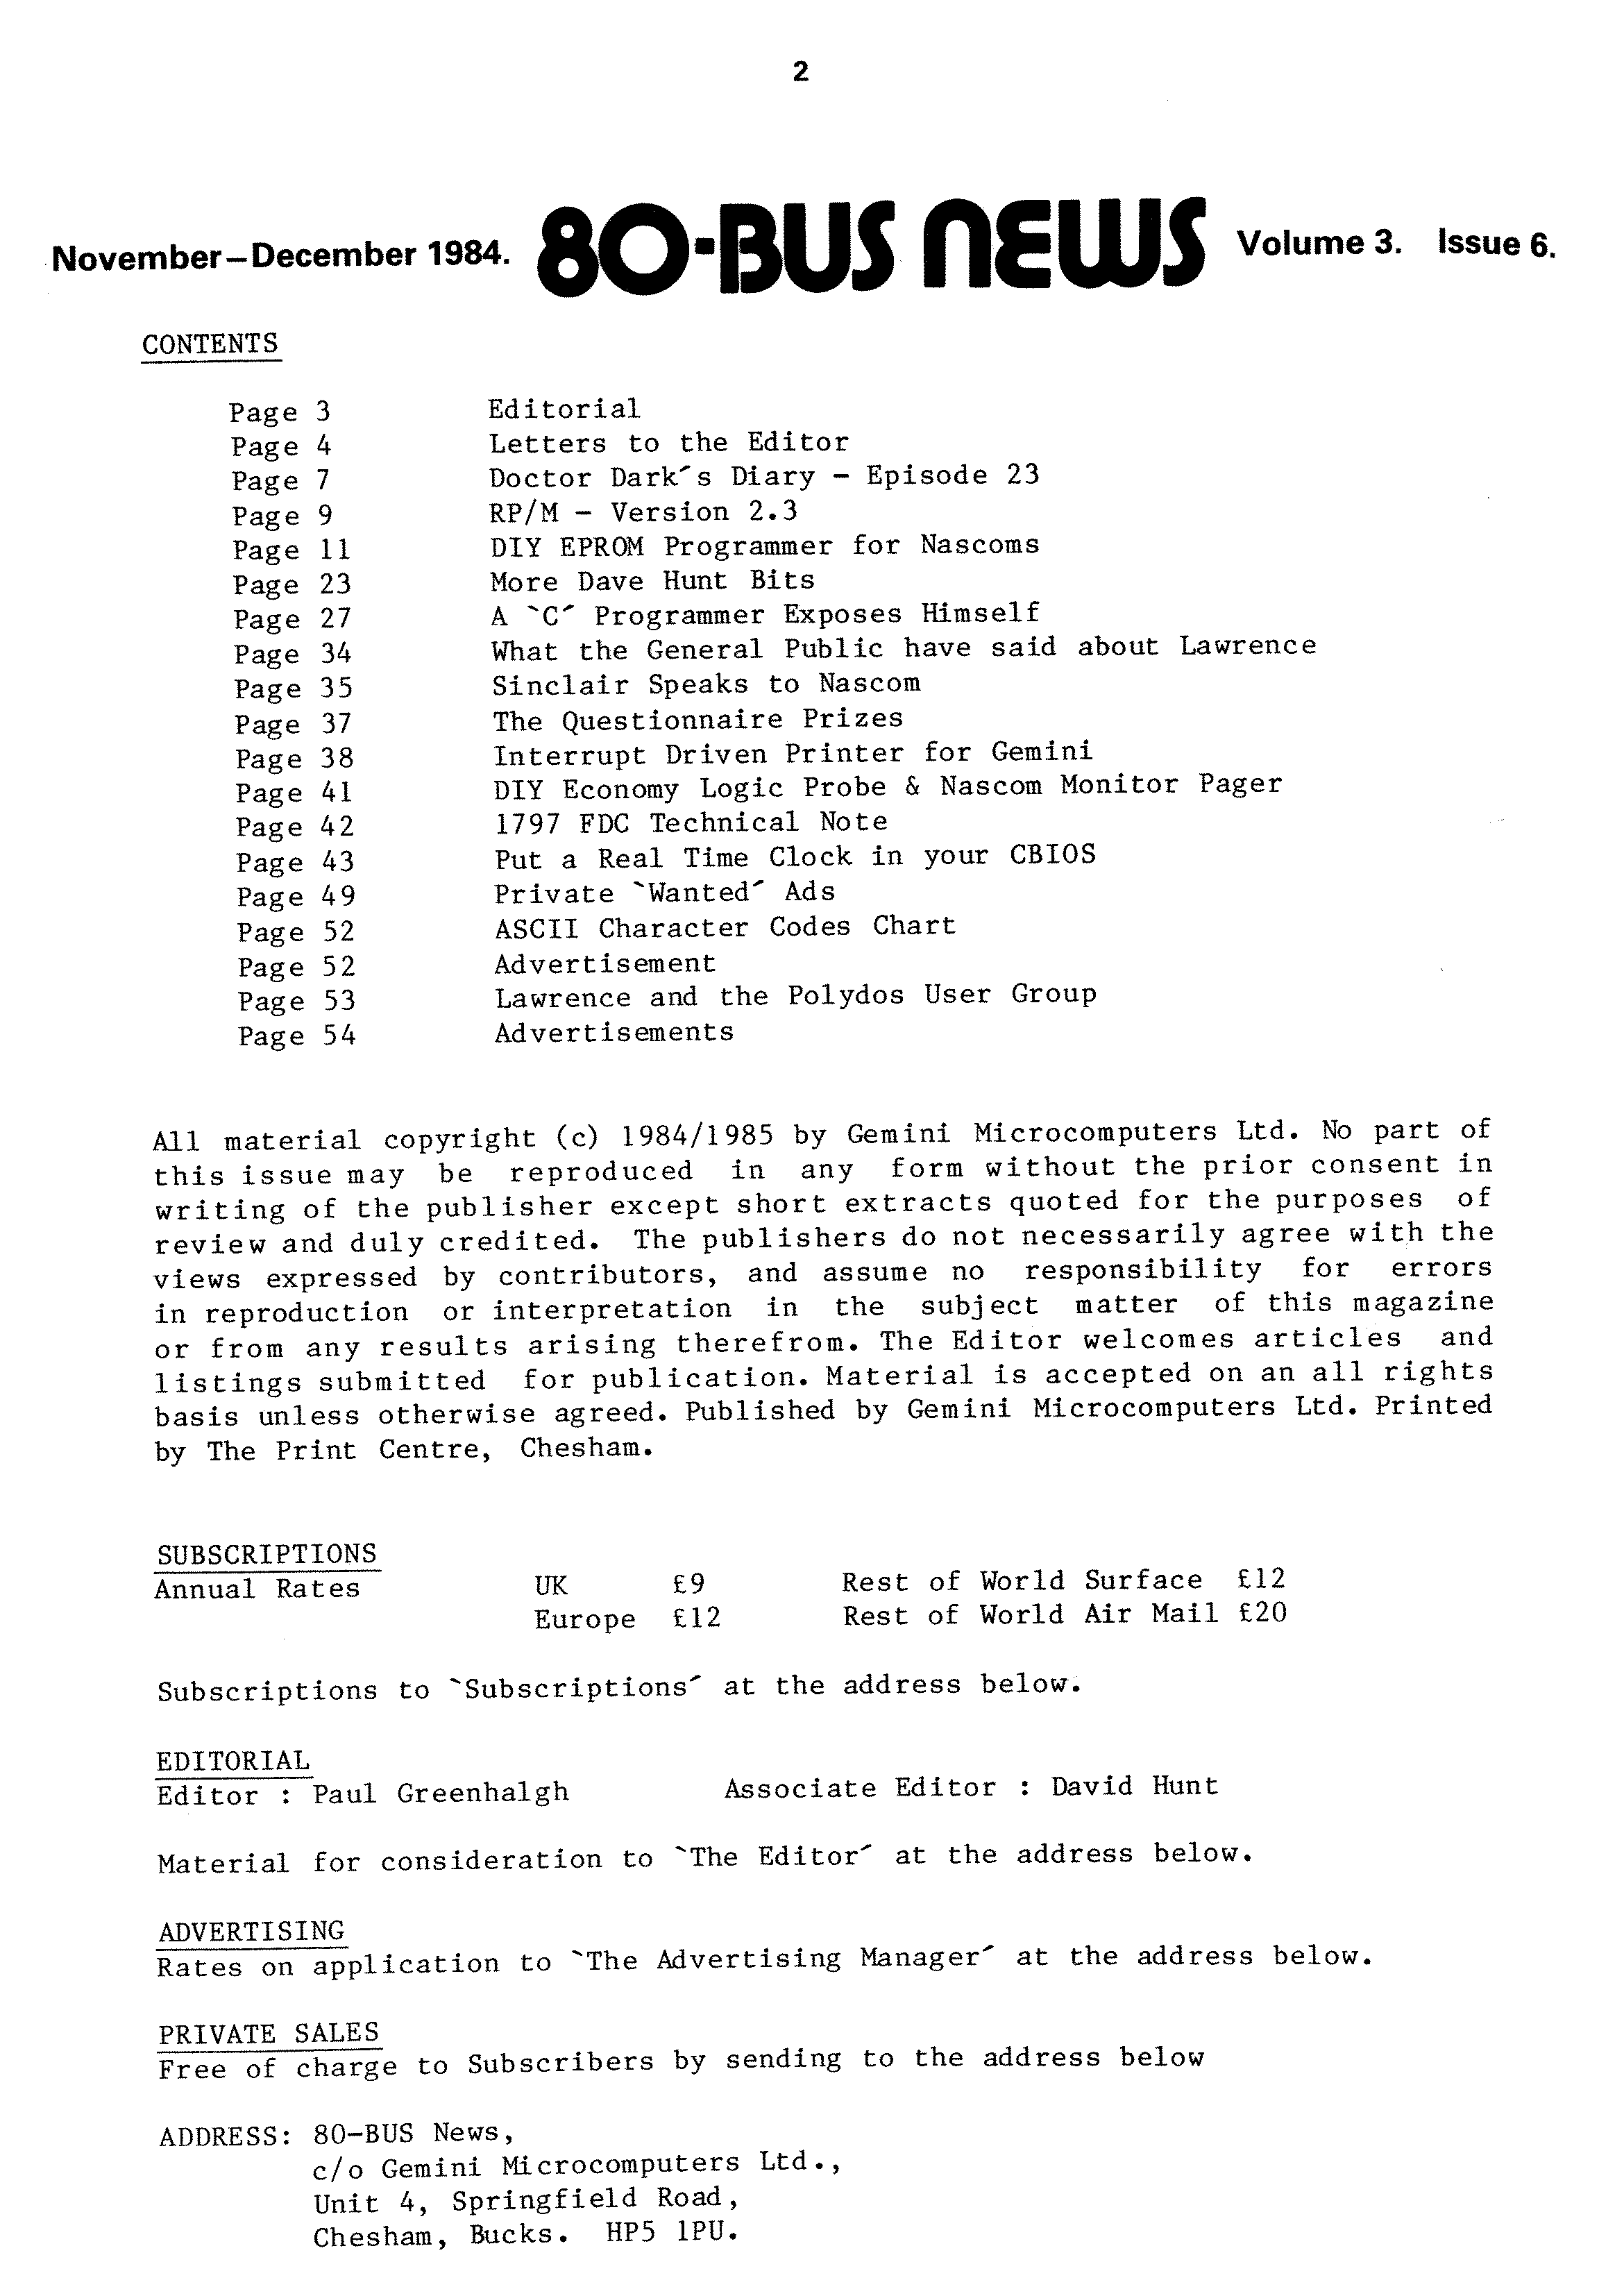 2
November–December 1984. 80-BUS NEWS Volume 3. Issue 6.
CONTENTS
Page 3 Editorial
Page 4 Letters to the Editor
Page 7 Doctor Dark´s Diary – Episode 23
Page 9 RP/M – Version 2.3
Page 11 DIY EPROM Programmer for Nascoms
Page 23 More Dave Hunt Bits
Page 27 A `C´ Programmer Exposes Himself
Page 34 What the General Public have said about Lawrence
Page 35 Sinclair Speaks to Nascom
Page 37 The Questionnaire Prizes
Page 38 Interrupt Driven Printer for Gemini
Page 41 DIY Economy Logic Probe & Nascom Monitor Pager
Page 42 1797 FDC Technical Note
Page 43 Put a Real Time Clock in your CBIOS
Page 49 Private `Wanted´ Ads
Page 52 ASCII Character Codes Chart
Page 52 Advertisement
Page 53 Lawrence and the Polydos User Group
Page 54 Advertisements
All material copyright (c) 1984/1985 by Gemini Microcomputers Ltd. No part of
this issue may be reproduced in any form without the prior consent in
writing of the publisher except short extracts quoted for the purposes of
review and duly credited. The publishers do not necessarily agree with the
views expressed by contributors, and assume no responsibility for errors
in reproduction or interpretation in the subject matter of this magazine
or from any results arising therefrom. The Editor welcomes articles and
listings submitted for publication. Material is accepted on an all rights
basis unless otherwise agreed. Published by Gemini Microcomputers Ltd. Printed
by The Print Centre, Chesham.
SUBSCRIPTIONS
Annual Rates UK £9 Rest of World Surface £12
Europe £12 Rest of World Air Mail £20
Subscriptions to `Subscriptions´ at the address below.
EDITORIAL
Editor : Paul Greenhalgh Associate Editor : David Hunt
Material for consideration to `The Editor´ at the address below.
ADVERTISING
Rates on application to `The Advertising Manager´ at the address below.
PRIVATE SALES
Free of charge to Subscribers by sending to the address below
ADDRESS: 80-BUS News,
c/o Gemini Microcomputers Ltd.,
Unit 4, Springfield Road,
Chesham, Bucks. HP5 1PU.